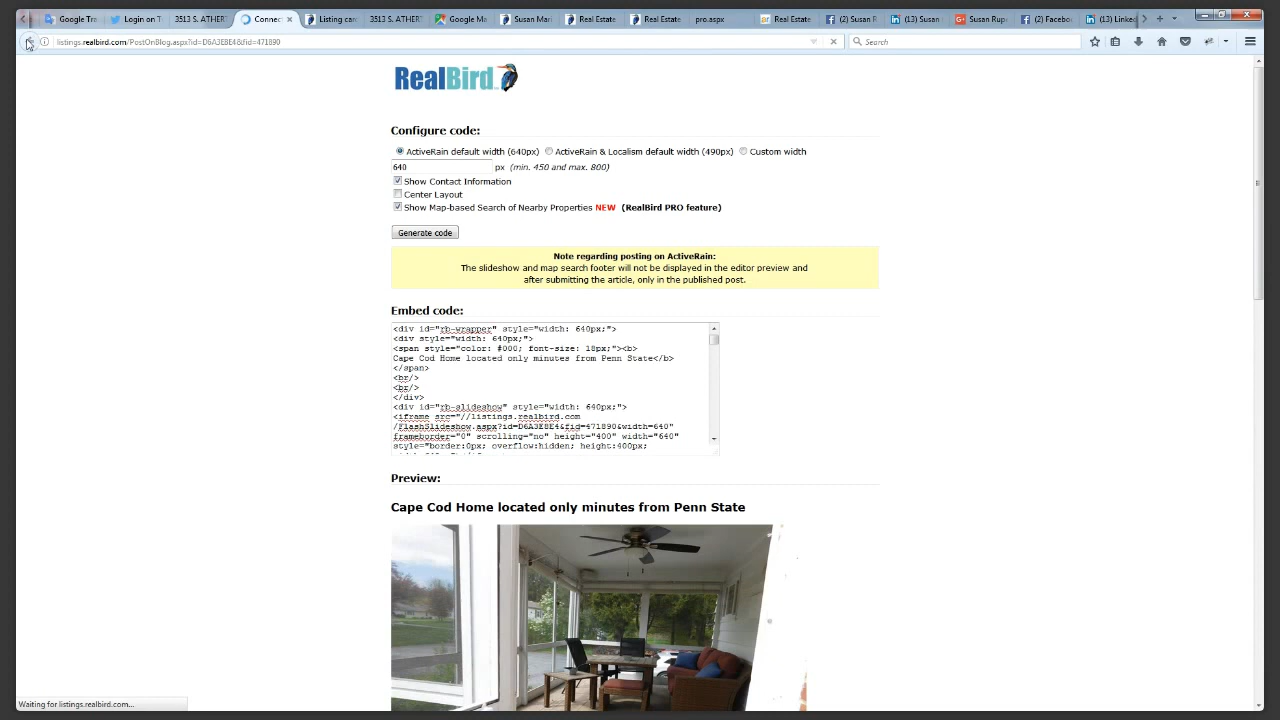 Google Tr
Login on T
3513 S. ATHERT
Connec
Listing car
3513 S. ATHERT
Google Ma
Susan Max
Real Estate
Real Estate
pro.aspx
Real Estate
(2) Susan R
(13) Susan
Susan Rup
(2) Facebo
(13) Linked
listings.realbird.com/PostOnBlog.aspx?id=D6A3E8E4&fid=471890
Search
RealBird
Configure code:
ActiveRain default width (640px) ActiveRain & Localism default width (490px) Custom width
640 px (min. 450 and max. 800)
Show Contact Information
Center Layout
Show Map-based Search of Nearby Properties NEW (RealBird PRO feature)
Generate code
Note regarding posting on ActiveRain:
The slideshow and map search footer will not be displayed in the editor preview and
after submitting the article, only in the published post.
Embed code:
<div id="rb-wrapper" style="width: 640px;">
<div style="width: 640px;">
<span style="color: #000; font-size: 18px;"><b>
Cape Cod Home located only minutes from Penn State</b>
</span>
<br/>
<br/>
</div>
<div id="rb-slideshow" style="width: 640px;">
<iframe src="//listings.realbird.com
/FlashSlideshow.aspx?id=D6A3E8E4&fid=471890&width=640"
frameborder="0" scrolling="no" height="400" width="640"
style="border:0px; overflow:hidden; height:400px;
Preview:
Cape Cod Home located only minutes from Penn State
Waiting for listings.realbird.com...